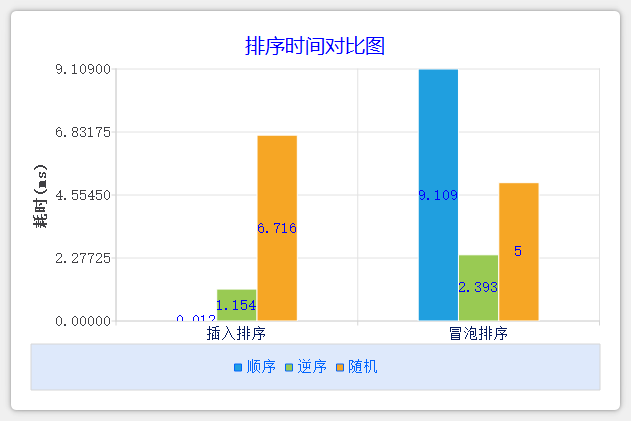 排序时间对比图
9.10900
6.83175
4.55450
2.27725
0.00000
耗时(ms)
0.012
1.154
6.716
9.109
2.393
5
插入排序
冒泡排序
顺序 逆序 随机